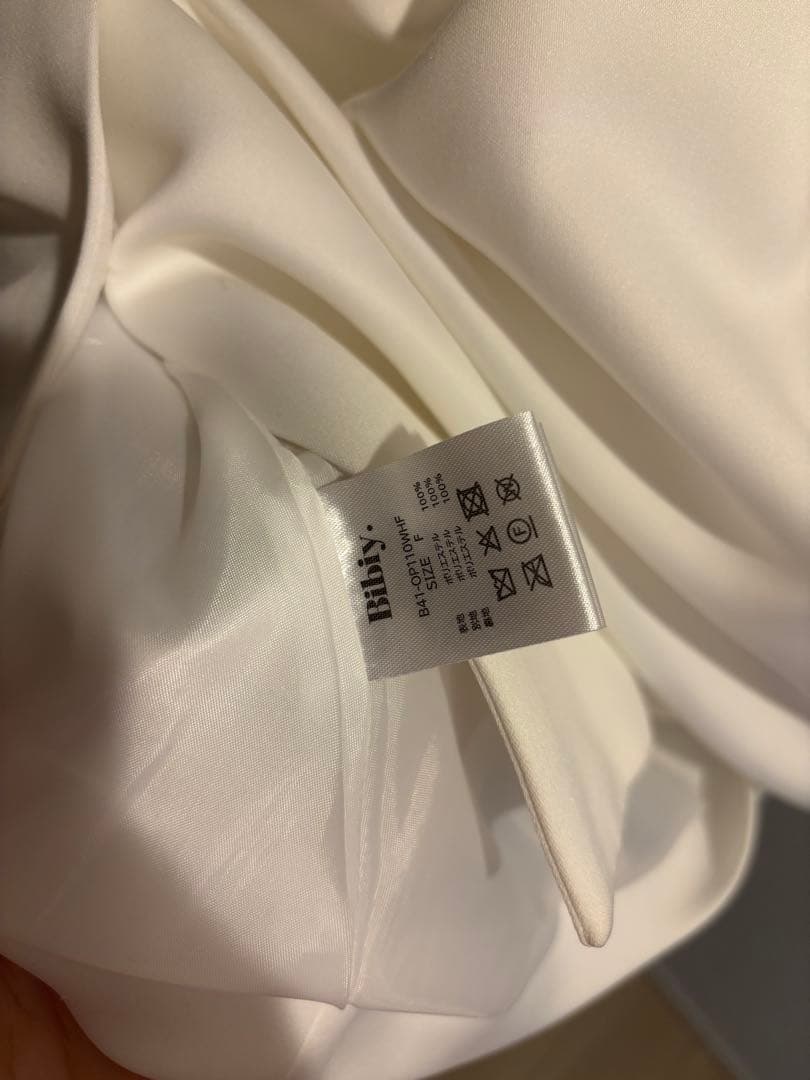 Bibiy.
B41-OP110WHF
SIZE F
表地 ポリエステル 100%
別地 ポリエステル 100%
裏地 ポリエステル 100%
F W